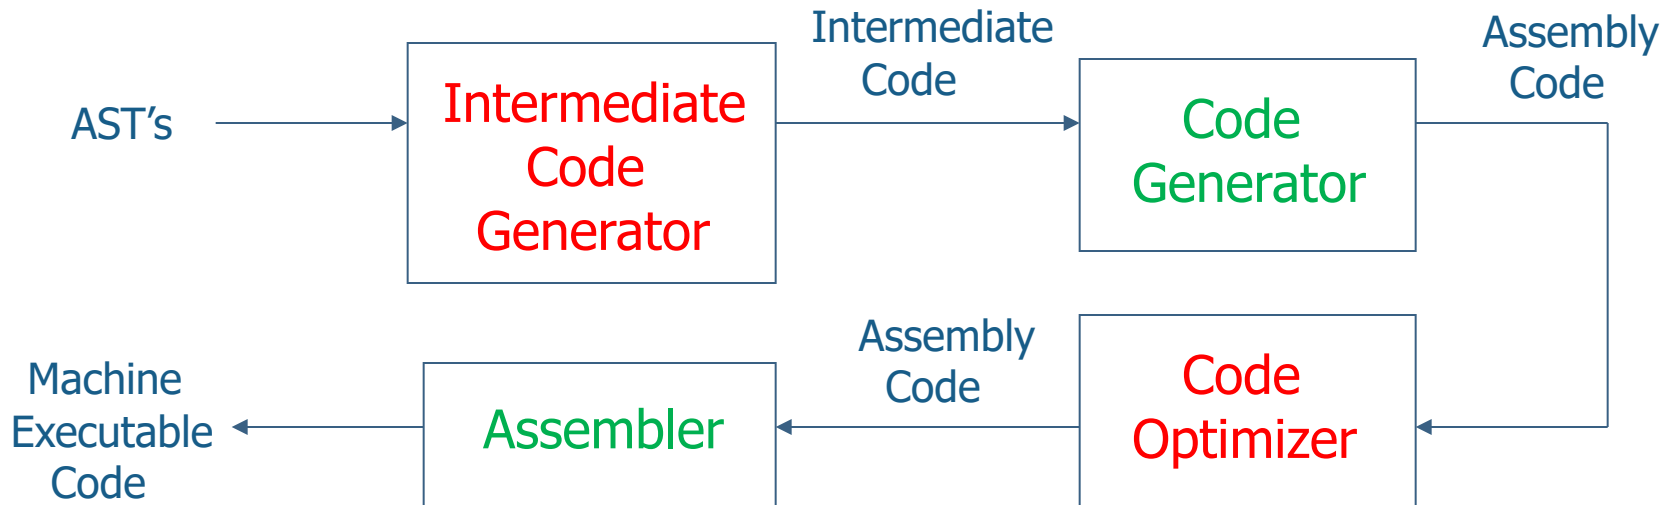 AST’s
Intermediate
Code
Generator
Intermediate
Code
Code
Generator
Assembly
Code
Code
Optimizer
Assembly
Code
Assembler
Machine
Executable
Code